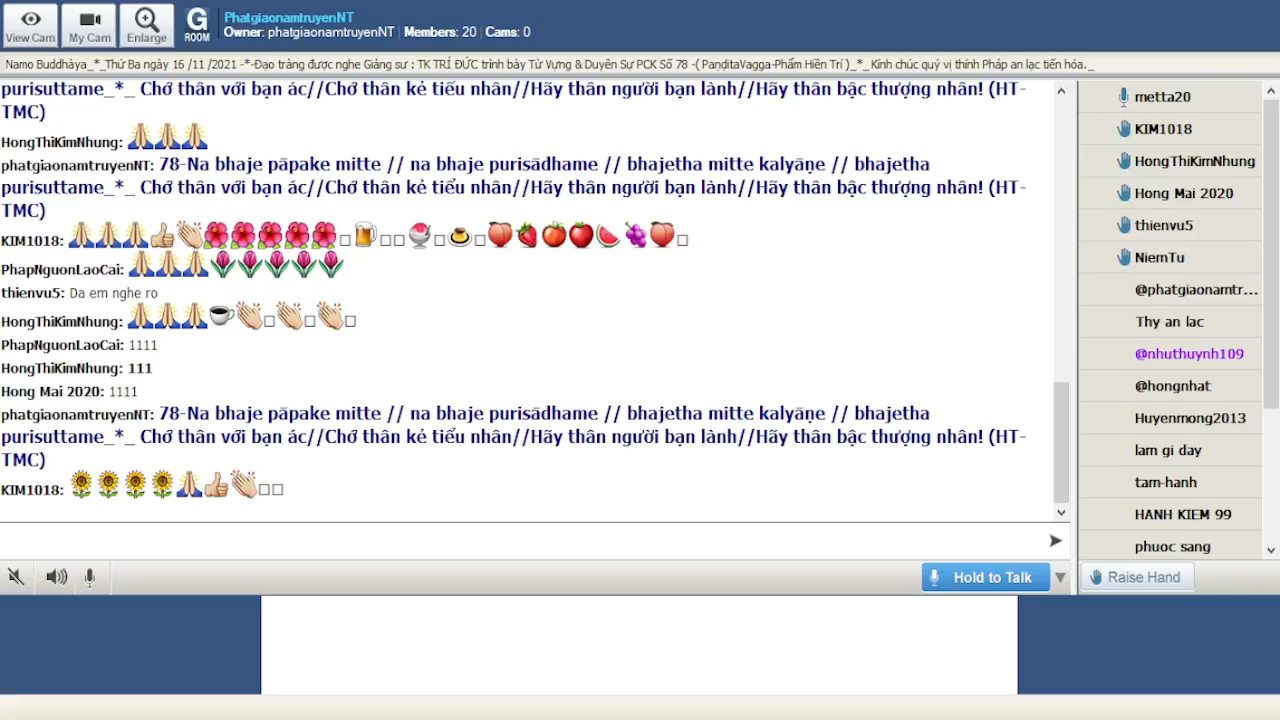 View Cam
My Cam
Enlarge
G
ROOM
PhatgiaonamtruyenNT
Owner: phatgiaonamtruyenNT | Members: 20 | Cams: 0
Namo Buddhàya_*_Thứ Ba ngày 16 /11 /2021 -*-Đạo tràng được nghe Giảng sư : TK TRÍ ĐỨC trình bày Từ Vựng & Duyên Sự PCK Số 78 -( PaṇḍitaVagga-Phẩm Hiền Trí )_*_ Kính chúc quý vị thính Pháp an lạc tiến hóa._
purisuttame_*_ Chớ thân với bạn ác//Chớ thân kẻ tiểu nhân//Hãy thân người bạn lành//Hãy thân bậc thượng nhân! (HT-
TMC)
HongThiKimNhung:
phatgiaonamtruyenNT: 78-Na bhaje pāpake mitte // na bhaje purisādhame // bhajetha mitte kalyāṇe // bhajetha
purisuttame_*_ Chớ thân với bạn ác//Chớ thân kẻ tiểu nhân//Hãy thân người bạn lành//Hãy thân bậc thượng nhân! (HT-
TMC)
KIM1018:
PhapNguonLaoCai:
thienvu5: Da em nghe ro
HongThiKimNhung:
PhapNguonLaoCai: 1111
HongThiKimNhung: 111
Hong Mai 2020: 1111
phatgiaonamtruyenNT: 78-Na bhaje pāpake mitte // na bhaje purisādhame // bhajetha mitte kalyāṇe // bhajetha
purisuttame_*_ Chớ thân với bạn ác//Chớ thân kẻ tiểu nhân//Hãy thân người bạn lành//Hãy thân bậc thượng nhân! (HT-
TMC)
KIM1018:
Hold to Talk
metta20
KIM1018
HongThiKimNhung
Hong Mai 2020
thienvu5
NiemTu
@phatgiaonamtr...
Thy an lac
@nhuthuynh109
@hongnhat
Huyenmong2013
lam gi day
tam-hanh
HANH KIEM 99
phuoc sang
Raise Hand